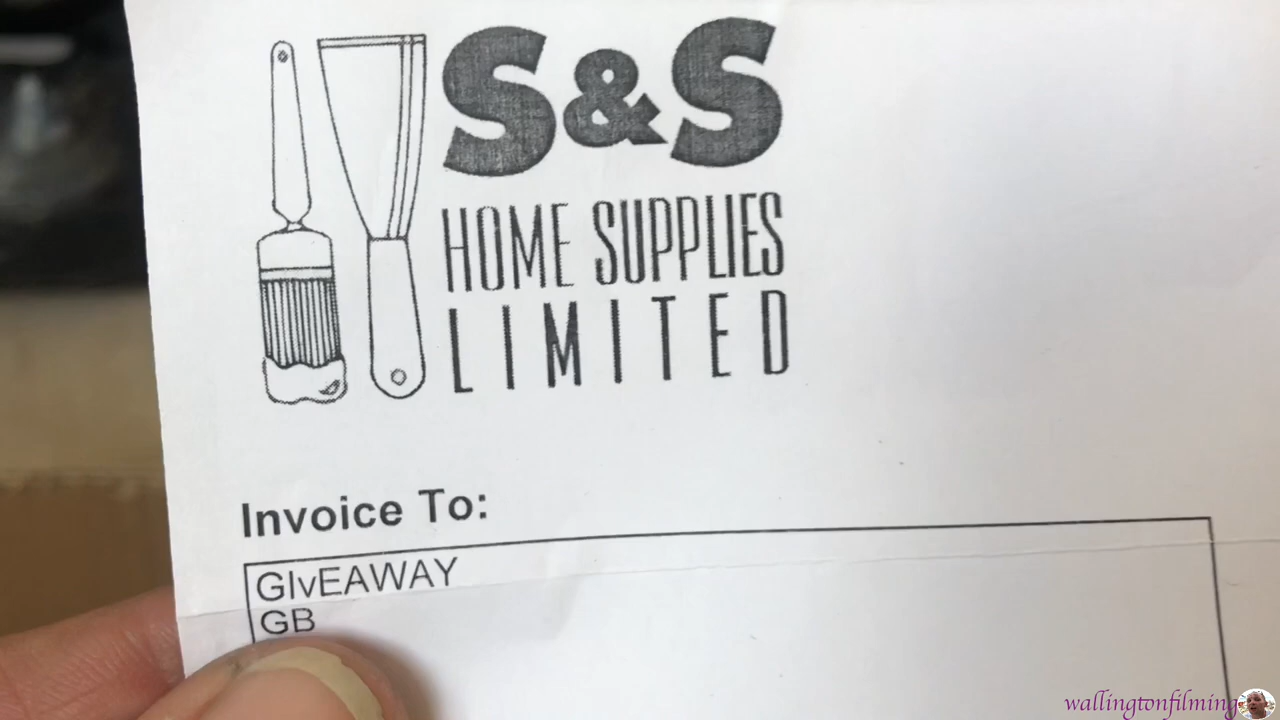 S&S
HOME SUPPLIES
LIMITED
Invoice To:
GIvEAWAY
GB
wallingtonfilming